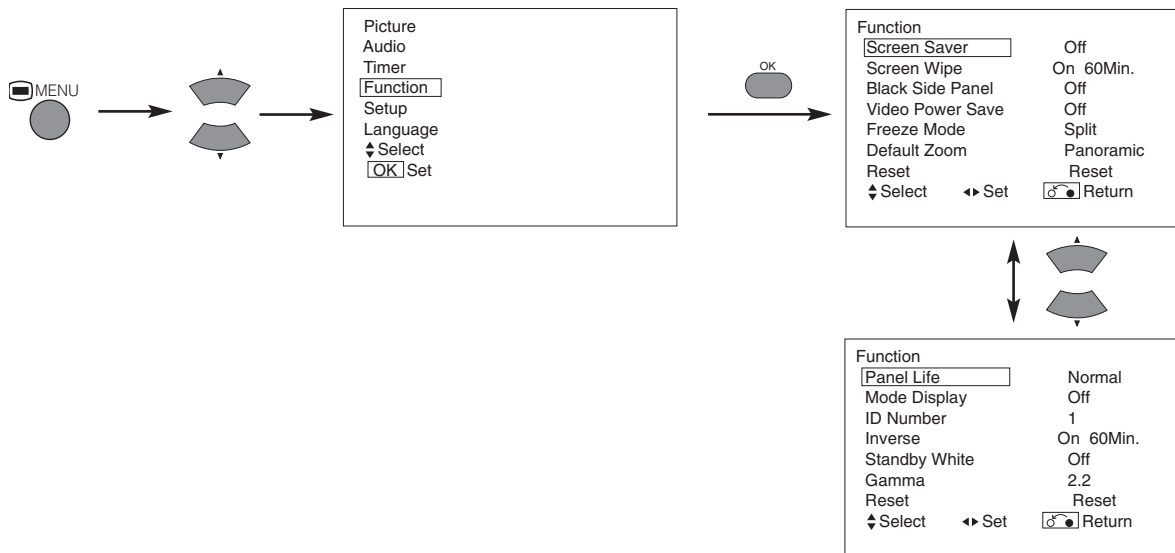 MENU
Picture
Audio
Timer
Function
Setup
Language
Select
OK Set
OK
Function
Screen Saver Off
Screen Wipe On 60Min.
Black Side Panel Off
Video Power Save Off
Freeze Mode Split
Default Zoom Panoramic
Reset Reset
Select Set Return
Function
Panel Life Normal
Mode Display Off
ID Number 1
Inverse On 60Min.
Standby White Off
Gamma 2.2
Reset Reset
Select Set Return